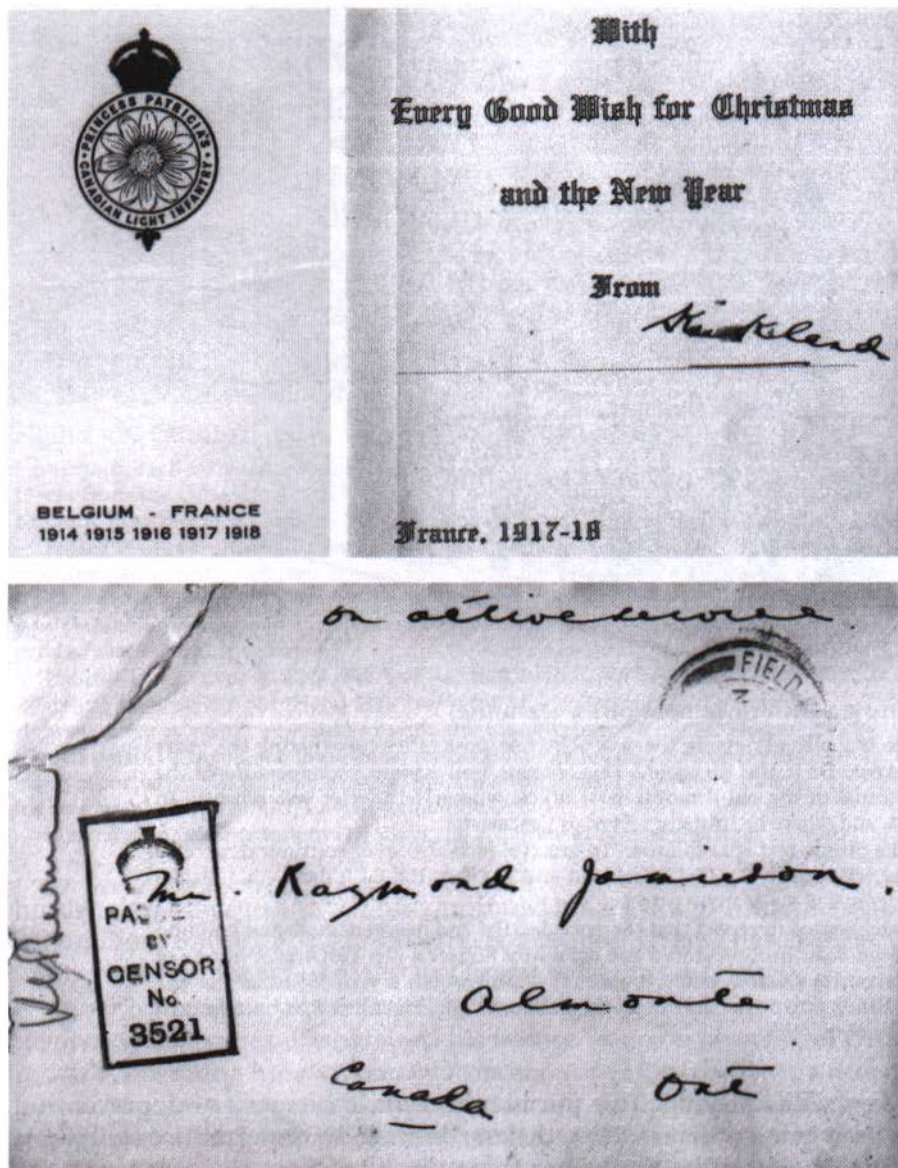 PRINCESS PATRICIA'S
CANADIAN LIGHT INFANTRY
BELGIUM - FRANCE
1914 1915 1916 1917 1918
With
Every Good Wish for Christmas
and the New Year
From
France, 1917-18
on active service
FIELD
PASSED
BY
CENSOR
No.
3521
Mr. Raymond Jamieson.
Almonte
Canada Ont